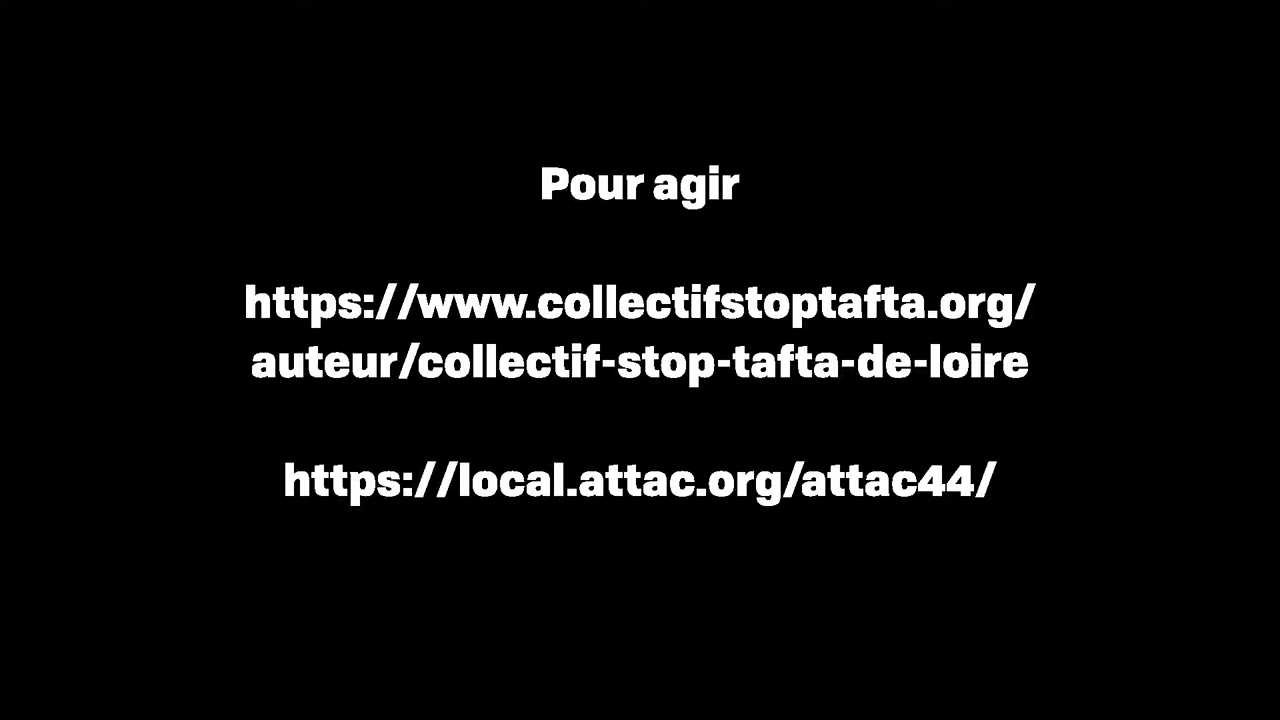 Pour agir
https://www.collectifstoptafta.org/
auteur/collectif-stop-tafta-de-loire
https://local.attac.org/attac44/